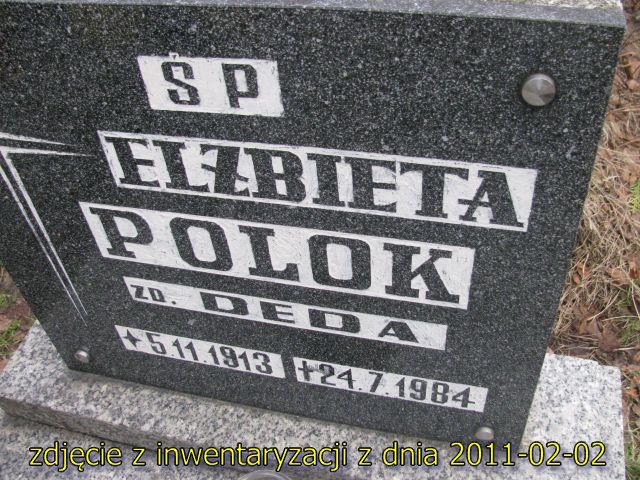 ŚP
ELŻBIETA
POLOK
ZD. DEDA
*5.11.1913 †24.7.1984
zdjęcie z inwentaryzacji z dnia 2011-02-02